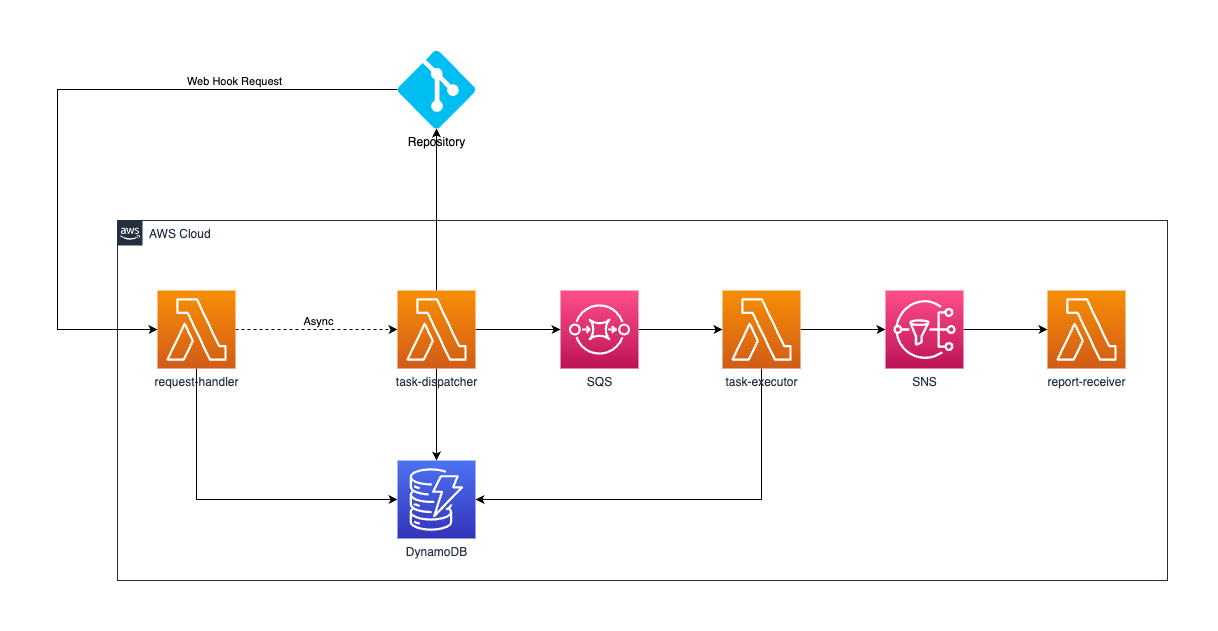 Web Hook Request
Repository
aws
AWS Cloud
Async
request-handler
task-dispatcher
SQS
task-executor
SNS
report-receiver
DynamoDB